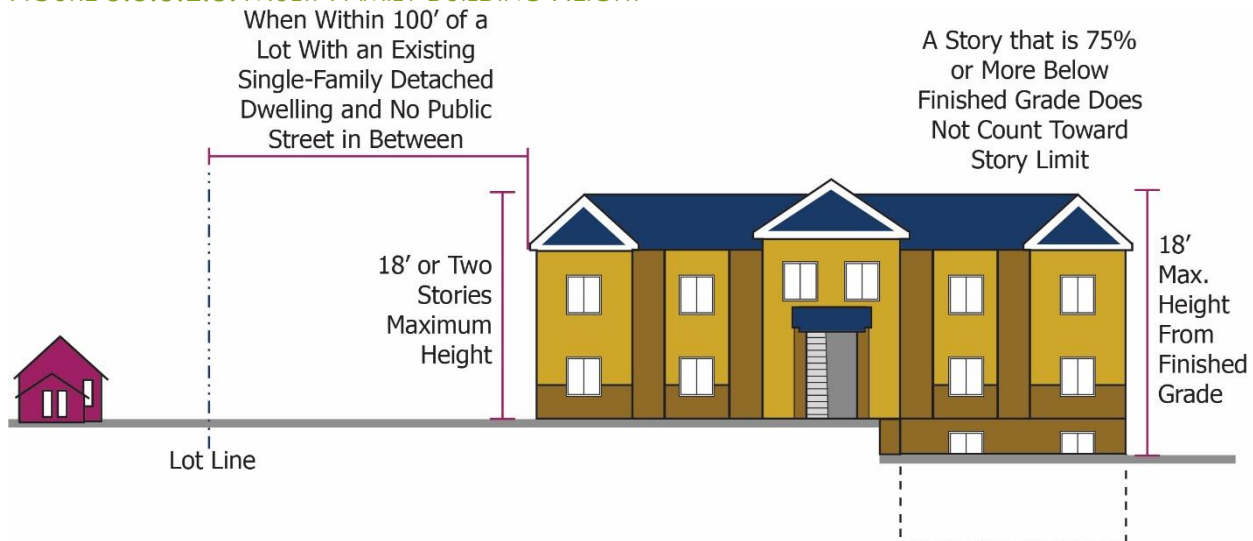 When Within 100' of a
Lot With an Existing
Single-Family Detached
Dwelling and No Public
Street in Between
A Story that is 75%
or More Below
Finished Grade Does
Not Count Toward
Story Limit
18' or Two
Stories
Maximum
Height
18'
Max.
Height
From
Finished
Grade
Lot Line